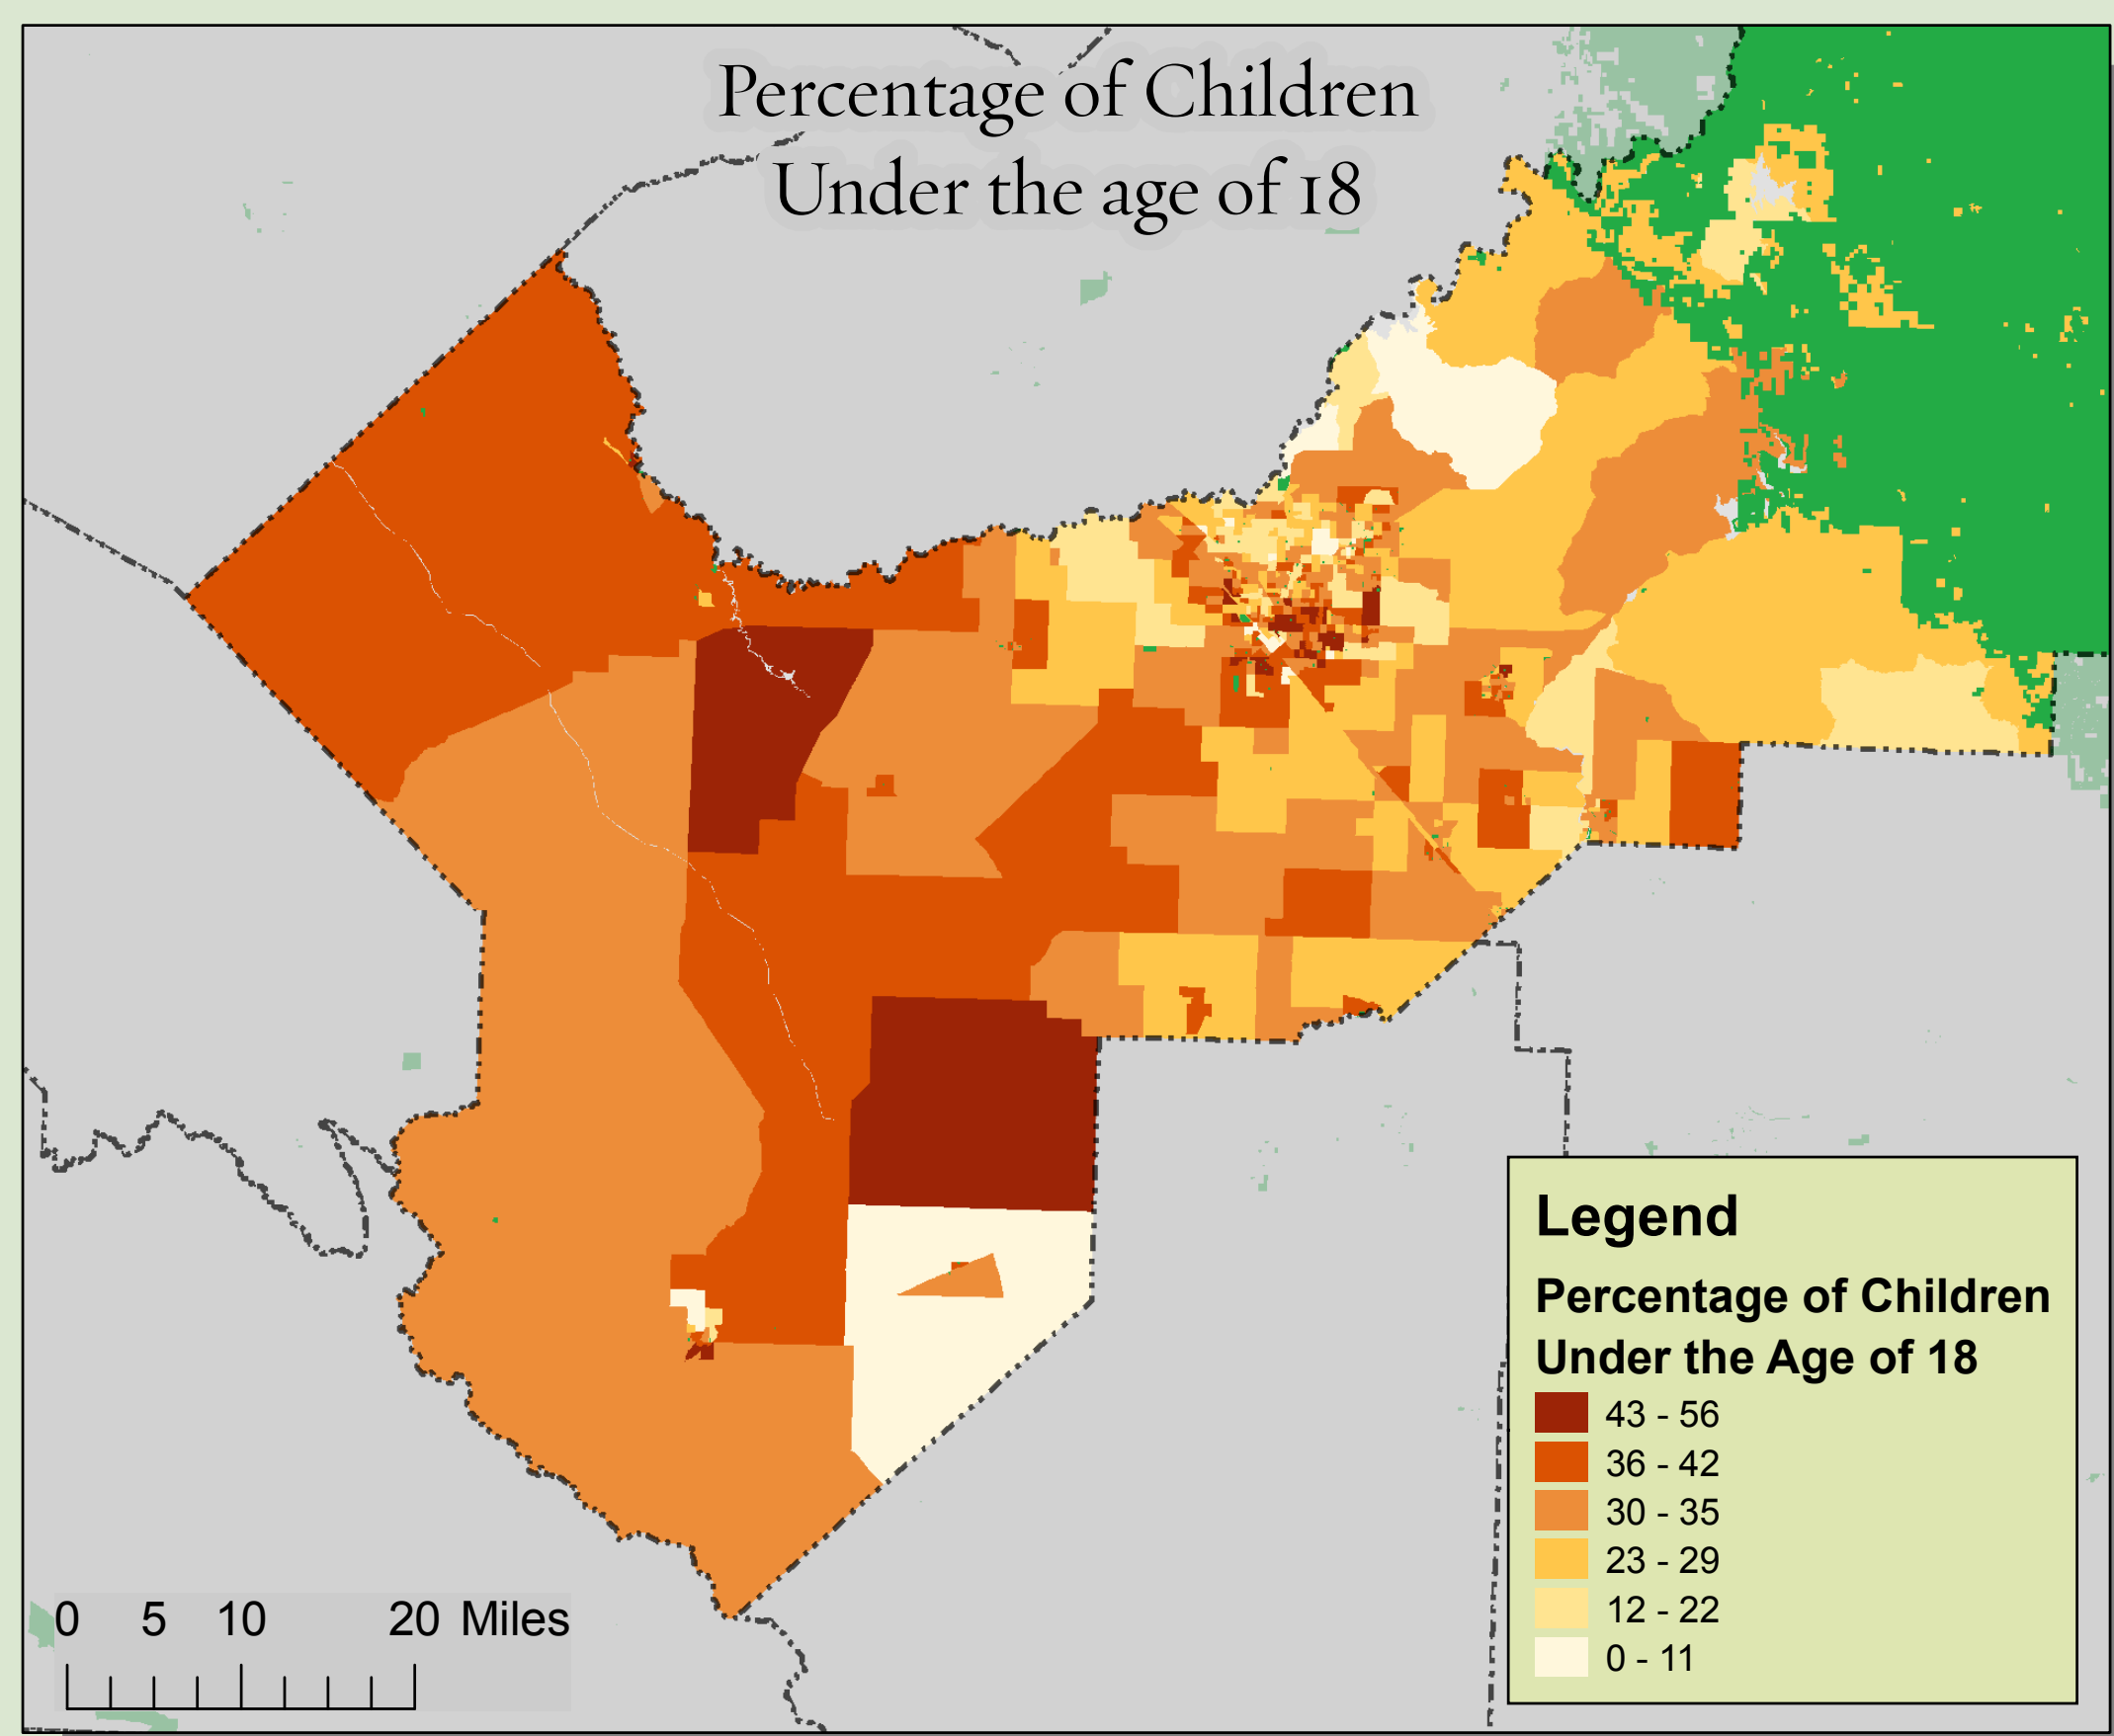 Percentage of Children
Under the age of 18
Legend
Percentage of Children
Under the Age of 18
43 - 56
36 - 42
30 - 35
23 - 29
12 - 22
0 - 11
0 5 10 20 Miles